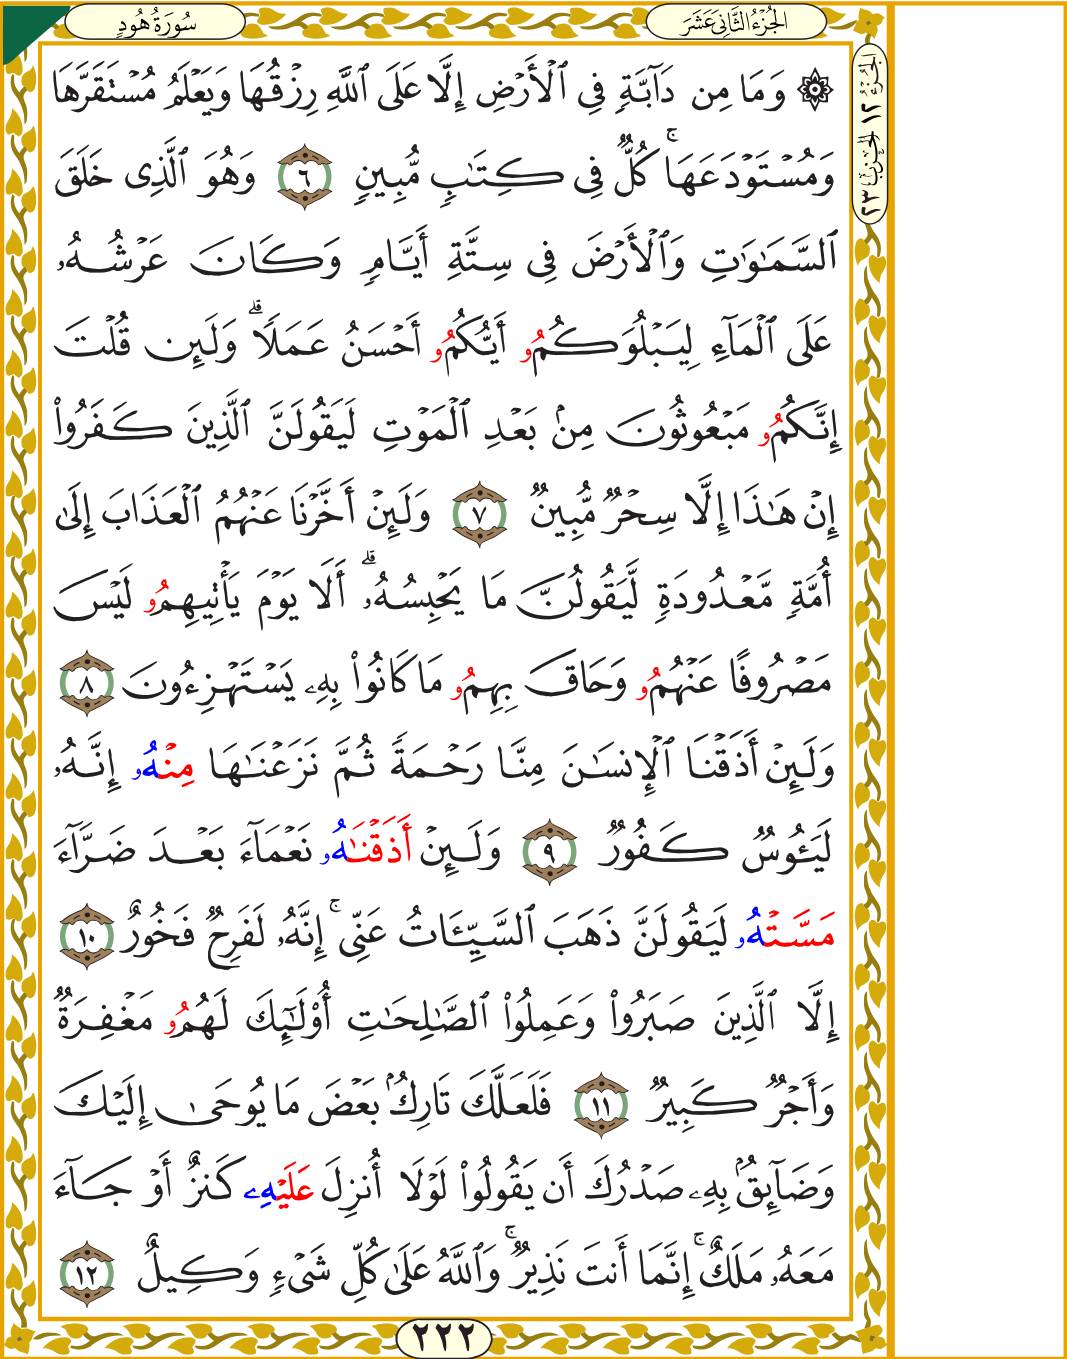 الجُزْءُ الثَّانِيَ عَشَرَ
سُورَةُ هُودٍ
الجُزْءُ ١٢ الحِزْبُ ٢٣
۞ وَمَا مِن دَآبَّةٖ فِي ٱلۡأَرۡضِ إِلَّا عَلَى ٱللَّهِ رِزۡقُهَا وَيَعۡلَمُ مُسۡتَقَرَّهَا
وَمُسۡتَوۡدَعَهَاۚ كُلّٞ فِي كِتَٰبٖ مُّبِينٖ ٦ وَهُوَ ٱلَّذِي خَلَقَ
ٱلسَّمَٰوَٰتِ وَٱلۡأَرۡضَ فِي سِتَّةِ أَيَّامٖ وَكَانَ عَرۡشُهُۥ
عَلَى ٱلۡمَآءِ لِيَبۡلُوَكُمُۥ أَيُّكُمُۥ أَحۡسَنُ عَمَلٗاۗ وَلَئِن قُلۡتَ
إِنَّكُمُۥ مَبۡعُوثُونَ مِنۢ بَعۡدِ ٱلۡمَوۡتِ لَيَقُولَنَّ ٱلَّذِينَ كَفَرُواْ
إِنۡ هَٰذَا إِلَّا سِحۡرٞ مُّبِينٞ ٧ وَلَئِنۡ أَخَّرۡنَا عَنۡهُمُ ٱلۡعَذَابَ إِلَىٰ
أُمَّةٖ مَّعۡدُودَةٖ لَّيَقُولُنَّ مَا يَحۡبِسُهُۥۗ أَلَا يَوۡمَ يَأۡتِيهِمُۥ لَيۡسَ
مَصۡرُوفًا عَنۡهُمُۥ وَحَاقَ بِهِمُۥ مَا كَانُواْ بِهِۦ يَسۡتَهۡزِءُونَ ٨
وَلَئِنۡ أَذَقۡنَا ٱلۡإِنسَٰنَ مِنَّا رَحۡمَةٗ ثُمَّ نَزَعۡنَٰهَا مِنۡهُۥ إِنَّهُۥ
لَيَـُٔوسٞ كَفُورٞ ٩ وَلَئِنۡ أَذَقۡنَٰهُۥ نَعۡمَآءَ بَعۡدَ ضَرَّآءَ
مَسَّتۡهُۥ لَيَقُولَنَّ ذَهَبَ ٱلسَّيِّـَٔاتُ عَنِّيۚ إِنَّهُۥ لَفَرِحٞ فَخُورٌ ١٠
إِلَّا ٱلَّذِينَ صَبَرُواْ وَعَمِلُواْ ٱلصَّٰلِحَٰتِ أُوْلَٰٓئِكَ لَهُمُۥ مَغۡفِرَةٞ
وَأَجۡرٞ كَبِيرٞ ١١ فَلَعَلَّكَ تَارِكُۢ بَعۡضَ مَا يُوحَىٰ إِلَيۡكَ
وَضَآئِقُۢ بِهِۦ صَدۡرُكَ أَن يَقُولُواْ لَوۡلَا أُنزِلَ عَلَيۡهِۦ كَنزٌ أَوۡ جَآءَ
مَعَهُۥ مَلَكٌۚ إِنَّمَا أَنتَ نَذِيرٞۚ وَٱللَّهُ عَلَىٰ كُلِّ شَيۡءٖ وَكِيلٌ ١٢
٢٢٢